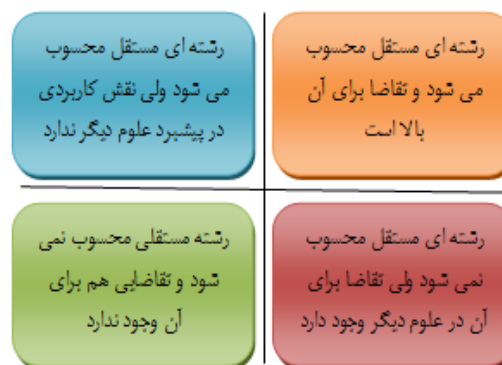 رشته ای مستقل محسوب
می شود و تقاضا برای آن
بالا است
رشته ای مستقل محسوب
می شود ولی نقش کاربردی
در پیشبرد علوم دیگر ندارد
رشته ای مستقل محسوب
نمی شود ولی تقاضا برای
آن در علوم دیگر وجود دارد
رشته مستقلی محسوب نمی
شود و تقاضایی هم برای
آن وجود ندارد